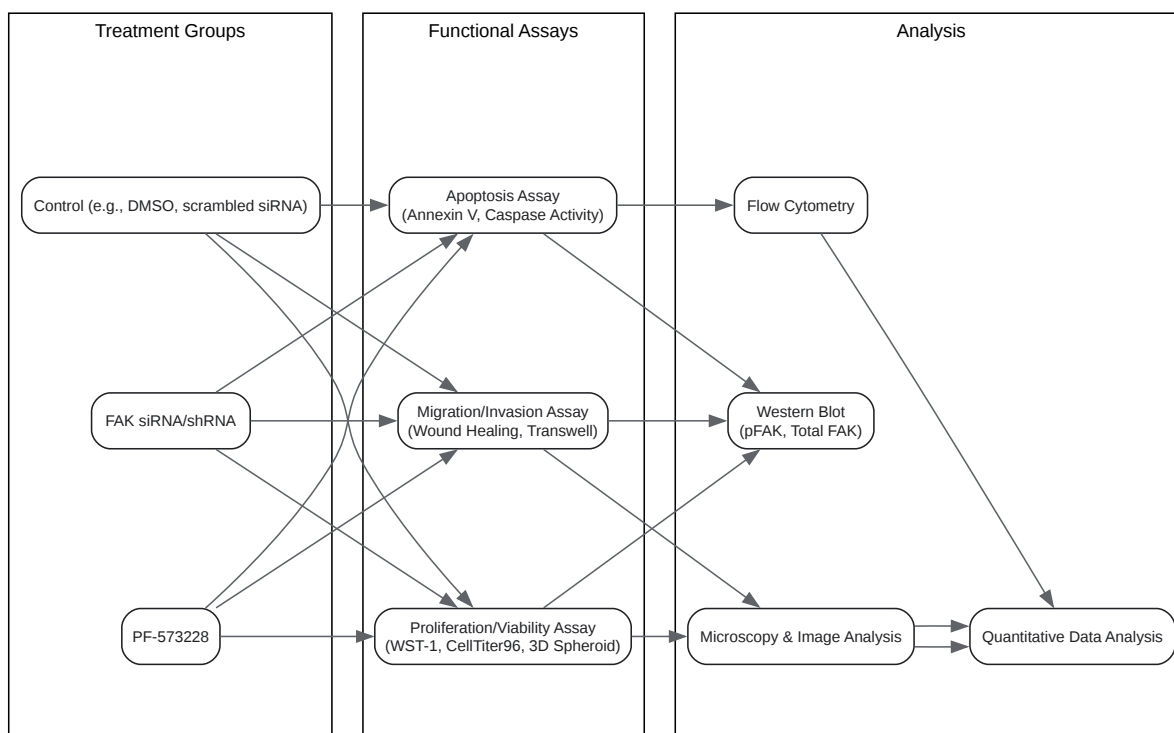 Treatment Groups
Functional Assays
Analysis
Control (e.g., DMSO, scrambled siRNA)
Apoptosis Assay
(Annexin V, Caspase Activity)
Flow Cytometry
FAK siRNA/shRNA
Migration/Invasion Assay
(Wound Healing, Transwell)
Western Blot
(pFAK, Total FAK)
PF-573228
Proliferation/Viability Assay
(WST-1, CellTiter96, 3D Spheroid)
Microscopy & Image Analysis
Quantitative Data Analysis